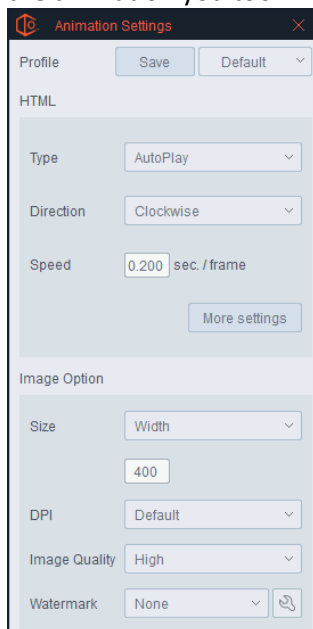 Animation Settings
Profile Save Default
HTML
Type AutoPlay
Direction Clockwise
Speed 0.200 sec. / frame
More settings
Image Option
Size Width
400
DPI Default
Image Quality High
Watermark None